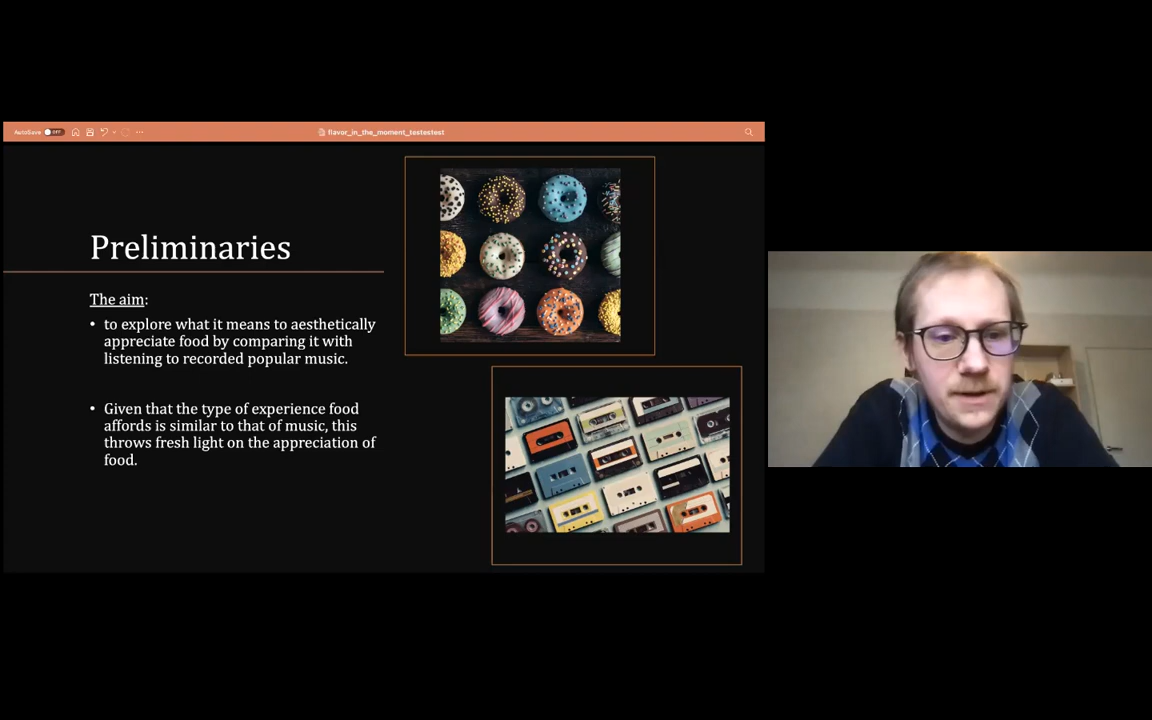 AutoSave OFF
flavor_in_the_moment_testestest
Preliminaries
The aim:
• to explore what it means to aesthetically
appreciate food by comparing it with
listening to recorded popular music.
• Given that the type of experience food
affords is similar to that of music, this
throws fresh light on the appreciation of
food.